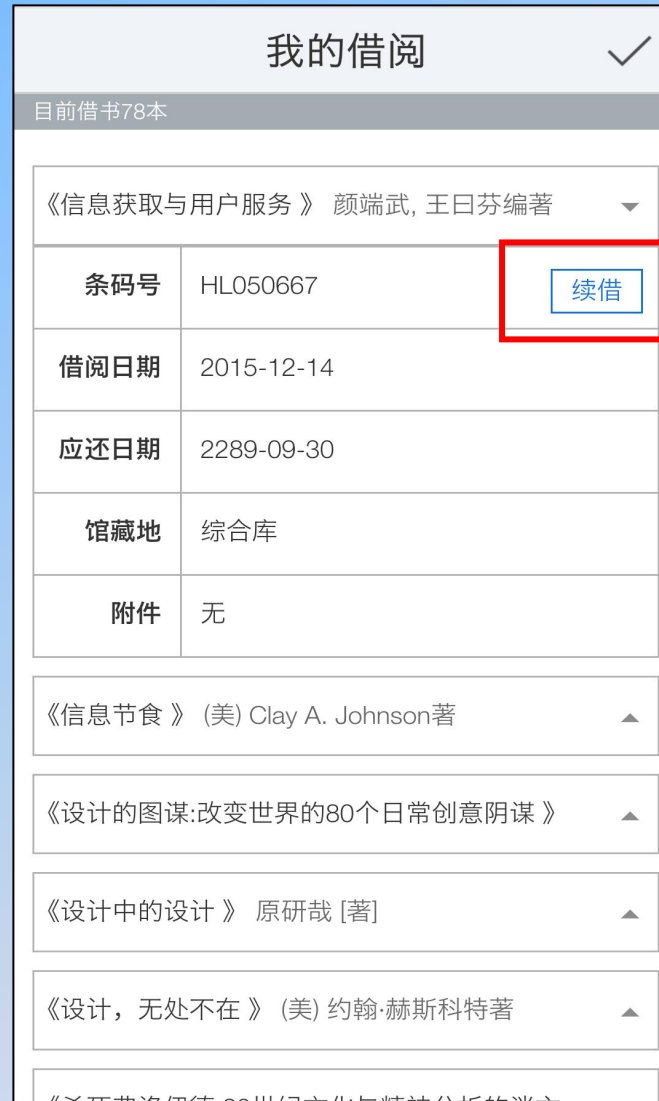 我的借阅
目前借书78本
《信息获取与用户服务 》 颜端武, 王曰芬编著
条码号 HL050667 续借
借阅日期 2015-12-14
应还日期 2289-09-30
馆藏地 综合库
附件 无
《信息节食 》 (美) Clay A. Johnson著
《设计的图谋:改变世界的80个日常创意阴谋 》
《设计中的设计 》 原研哉 [著]
《设计，无处不在 》 (美) 约翰·赫斯科特著